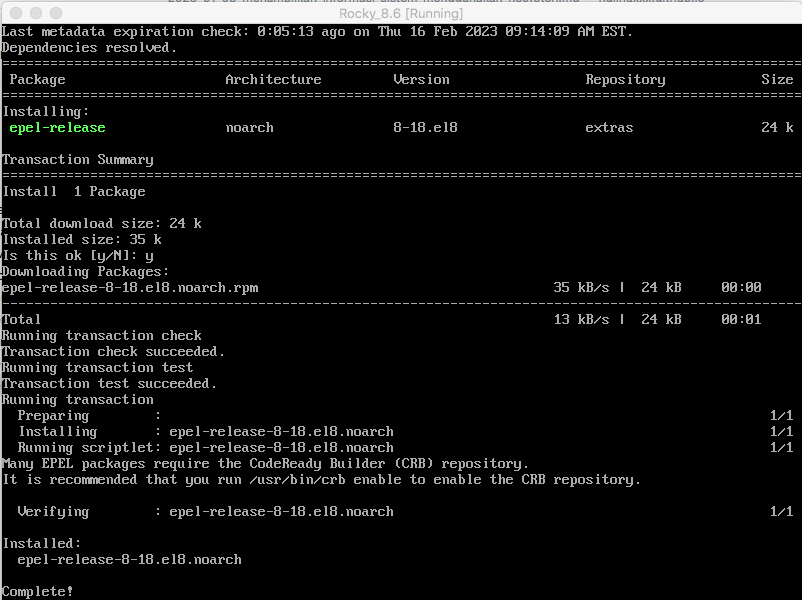 Rocky_8.6 [Running]
Last metadata expiration check: 0:05:13 ago on Thu 16 Feb 2023 09:14:09 AM EST.
Dependencies resolved.
================================================================================
Package Architecture Version Repository Size
================================================================================
Installing:
epel-release noarch 8-18.el8 extras 24 k
Transaction Summary
================================================================================
Install 1 Package
Total download size: 24 k
Installed size: 35 k
Is this ok [y/N]: y
Downloading Packages:
epel-release-8-18.el8.noarch.rpm 35 kB/s | 24 kB 00:00
--------------------------------------------------------------------------------
Total 13 kB/s | 24 kB 00:01
Running transaction check
Transaction check succeeded.
Running transaction test
Transaction test succeeded.
Running transaction
Preparing : 1/1
Installing : epel-release-8-18.el8.noarch 1/1
Running scriptlet: epel-release-8-18.el8.noarch 1/1
Many EPEL packages require the CodeReady Builder (CRB) repository.
It is recommended that you run /usr/bin/crb enable to enable the CRB repository.
Verifying : epel-release-8-18.el8.noarch 1/1
Installed:
epel-release-8-18.el8.noarch
Complete!